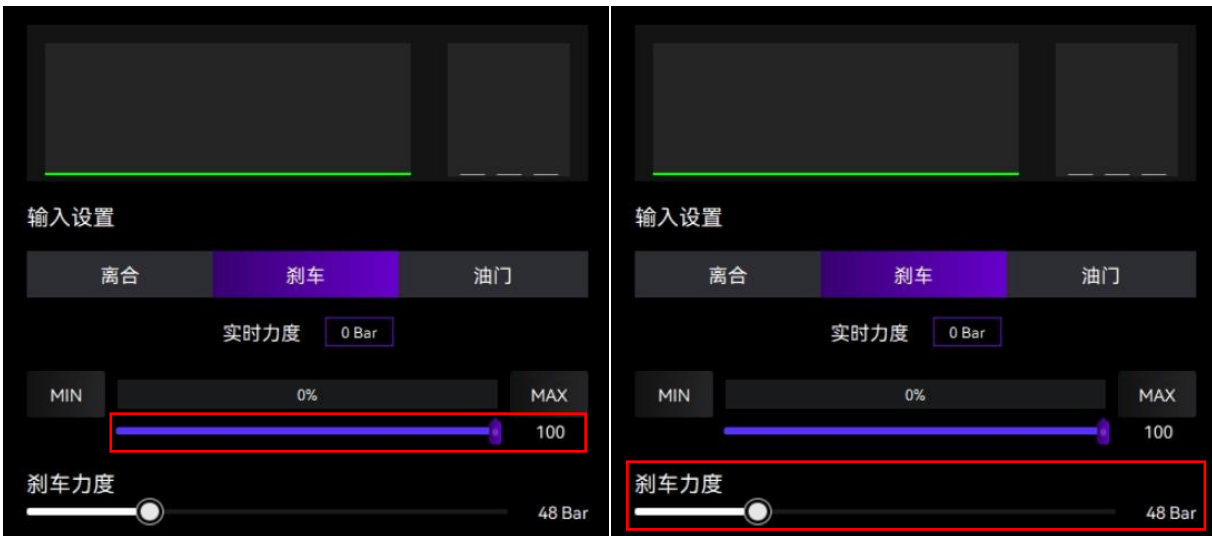 输入设置
离合 刹车 油门
实时力度 0 Bar
MIN 0% MAX
100
刹车力度
48 Bar
输入设置
离合 刹车 油门
实时力度 0 Bar
MIN 0% MAX
100
刹车力度
48 Bar